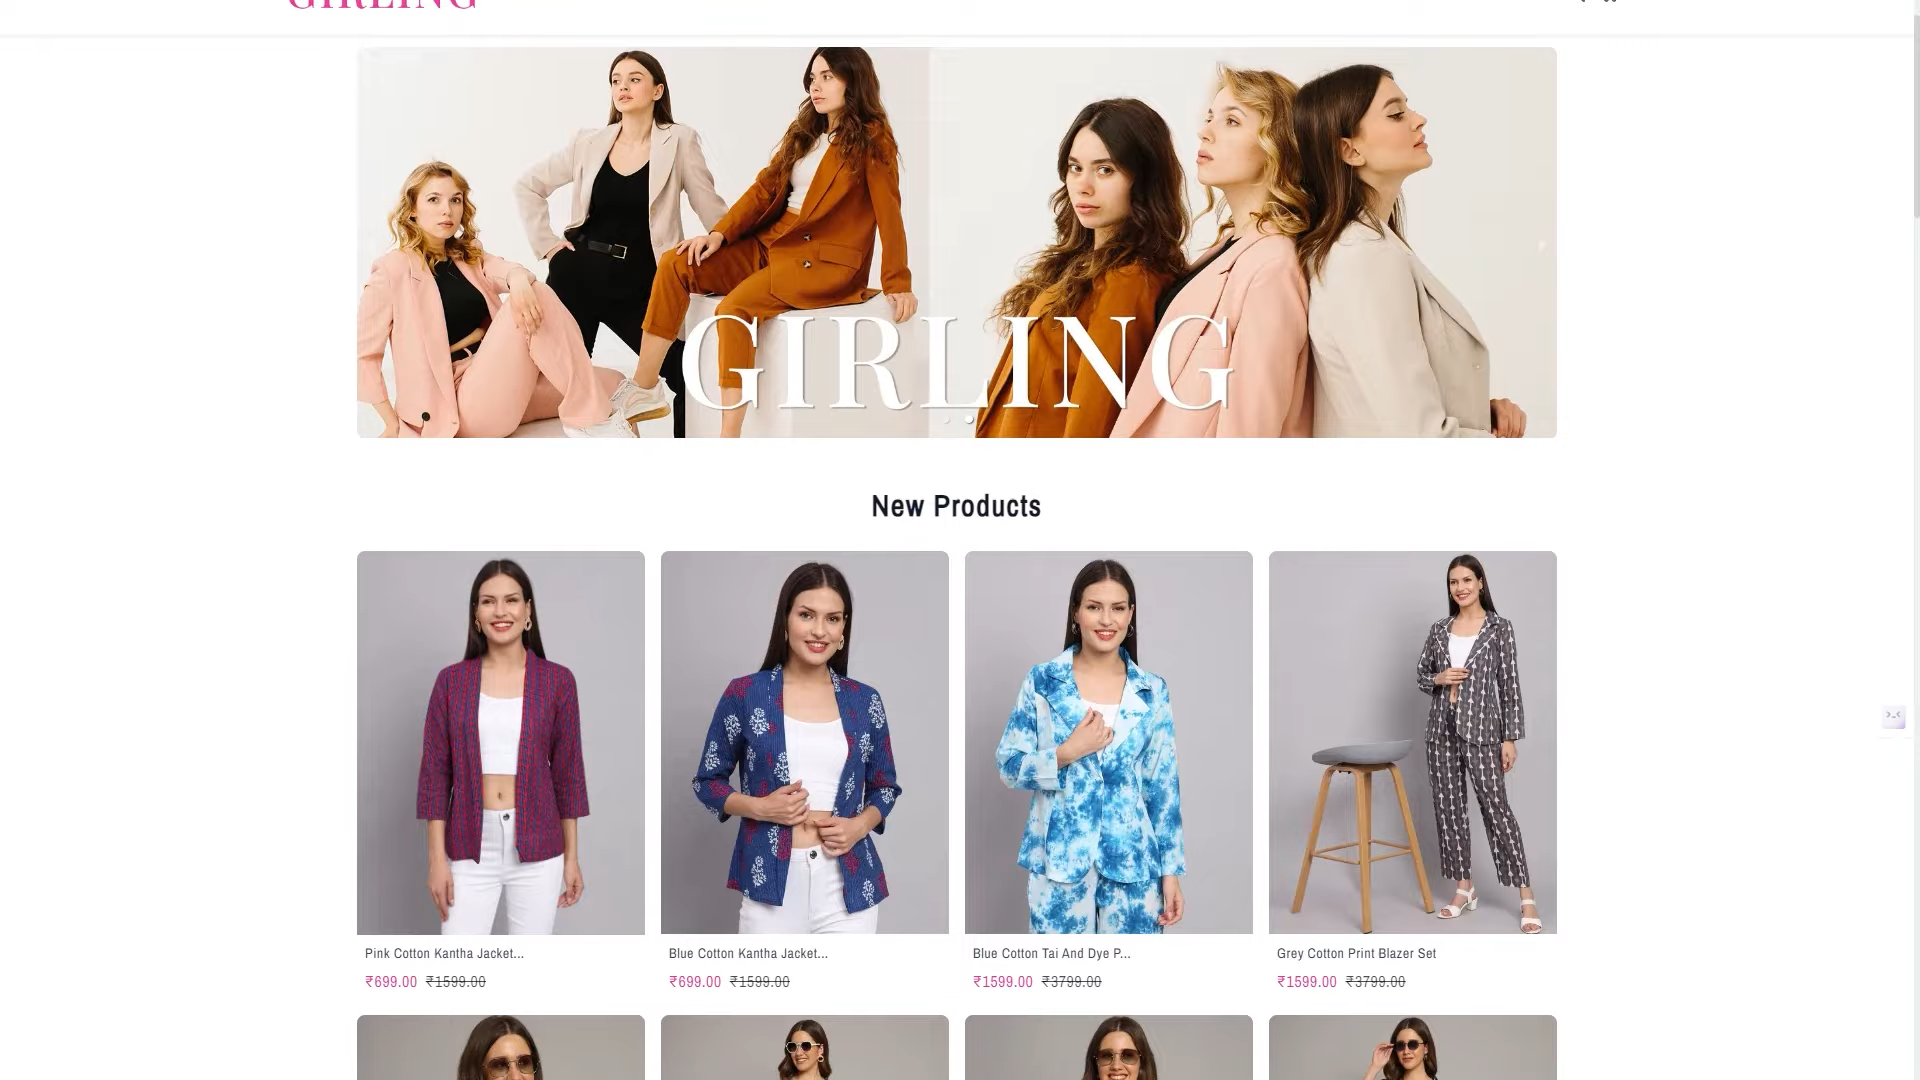 GIRLING
GIRLING
New Products
Pink Cotton Kantha Jacket...
₹699.00 ₹1599.00
Blue Cotton Kantha Jacket...
₹699.00 ₹1599.00
Blue Cotton Tai And Dye P...
₹1599.00 ₹3799.00
Grey Cotton Print Blazer Set
₹1599.00 ₹3799.00